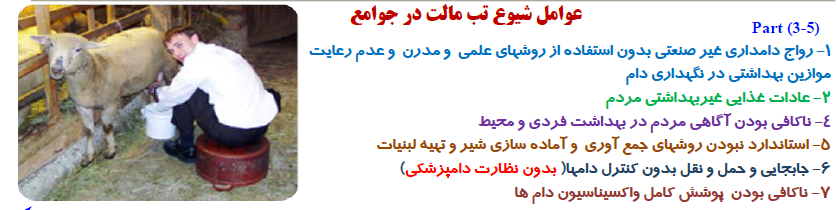 عوامل شیوع تب مالت در جوامع
Part (3-5)
۱- رواج دامداری غیر صنعتی بدون استفاده از روشهای علمی و مدرن و عدم رعایت
موازین بهداشتی در نگهداری دام
۲- عادات غذایی غیربهداشتی مردم
۴- ناکافی بودن آگاهی مردم در بهداشت فردی و محیط
۵- استاندارد نبودن روشهای جمع آوری و آماده سازی شیر و تهیه لبنیات
۶- جابجایی و حمل و نقل بدون کنترل دامها( بدون نظارت دامپزشکی)
۷- ناکافی بودن پوشش کامل واکسیناسیون دام ها